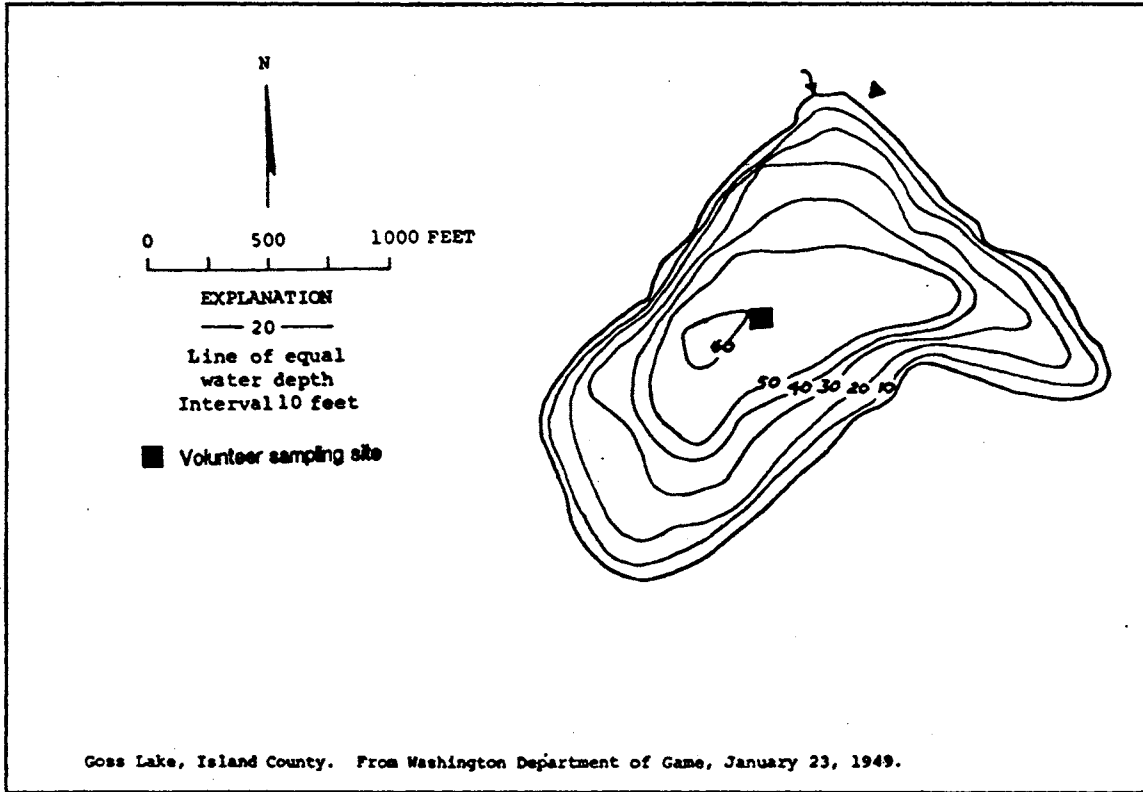 N
0 500 1000 FEET
EXPLANATION
20
Line of equal
water depth
Interval 10 feet
Volunteer sampling site
60
50 40 30 20 10
Goss Lake, Island County. From Washington Department of Game, January 23, 1949.